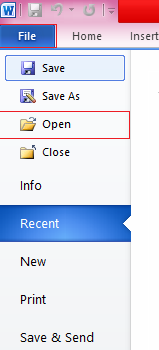 File Home Insert
Save
Save As
Open
Close
Info
Recent
New
Print
Save & Send